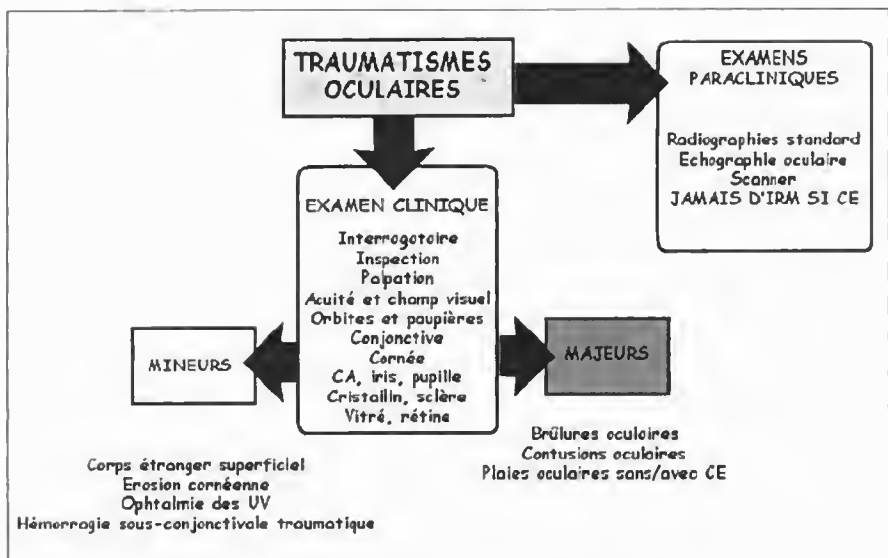 TRAUMATISMES
OCULAIRES
EXAMENS
PARACLINIQUES
Radiographies standard
Echographie oculaire
Scanner
JAMAIS D'IRM SI CE
EXAMEN CLINIQUE
Interrogatoire
Inspection
Palpation
Acuité et champ visuel
Orbites et paupières
Conjonctive
Cornée
CA, iris, pupille
Cristallin, sclère
Vitré, rétine
MINEURS
Corps étranger superficiel
Erosion cornéenne
Ophtalmie des UV
Hémorragie sous-conjonctivale traumatique
MAJEURS
Brûlures oculaires
Contusions oculaires
Plaies oculaires sans/avec CE